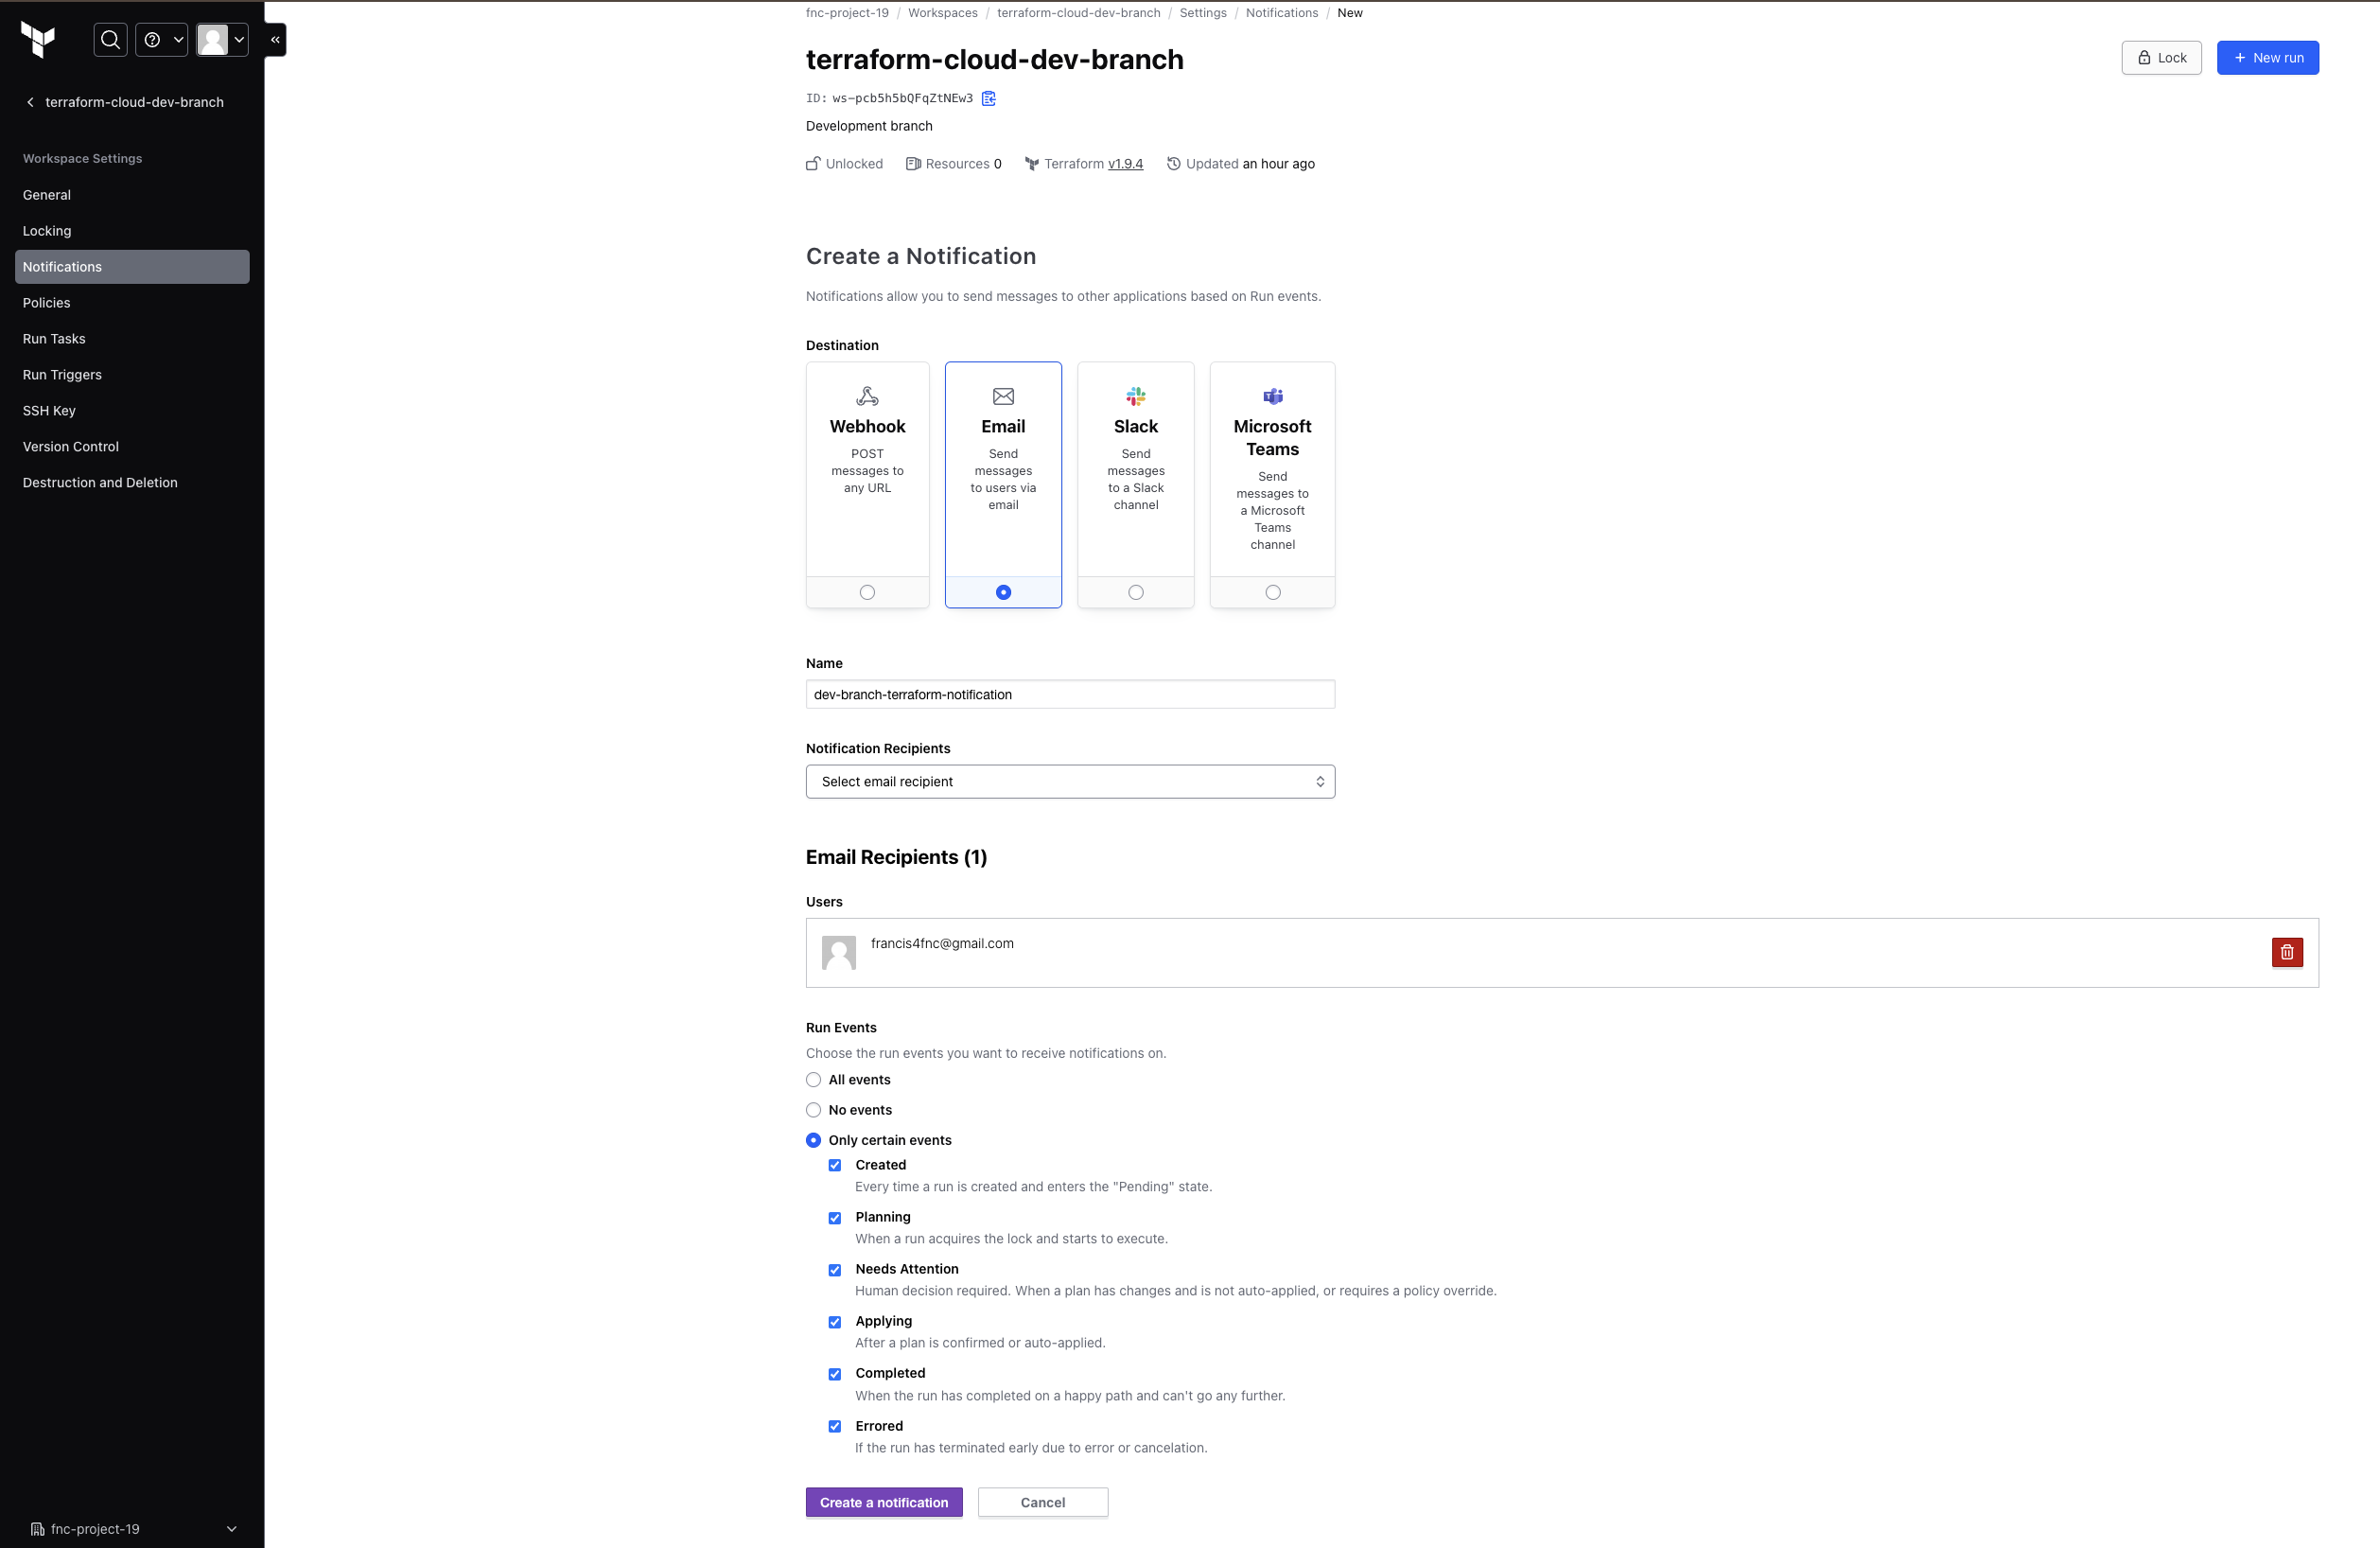 terraform-cloud-dev-branch
Workspace Settings
General
Locking
Notifications
Policies
Run Tasks
Run Triggers
SSH Key
Version Control
Destruction and Deletion
fnc-project-19
fnc-project-19 / Workspaces / terraform-cloud-dev-branch / Settings / Notifications / New
terraform-cloud-dev-branch
Lock
+ New run
ID: ws-pcb5h5bQFqZtNEw3
Development branch
Unlocked Resources 0 Terraform v1.9.4 Updated an hour ago
Create a Notification
Notifications allow you to send messages to other applications based on Run events.
Destination
Webhook
POST
messages to
any URL
Email
Send
messages
to users via
email
Slack
Send
messages
to a Slack
channel
Microsoft
Teams
Send
messages to
a Microsoft
Teams
channel
Name
dev-branch-terraform-notification
Notification Recipients
Select email recipient
Email Recipients (1)
Users
francis4fnc@gmail.com
Run Events
Choose the run events you want to receive notifications on.
All events
No events
Only certain events
Created
Every time a run is created and enters the "Pending" state.
Planning
When a run acquires the lock and starts to execute.
Needs Attention
Human decision required. When a plan has changes and is not auto-applied, or requires a policy override.
Applying
After a plan is confirmed or auto-applied.
Completed
When the run has completed on a happy path and can't go any further.
Errored
If the run has terminated early due to error or cancelation.
Create a notification
Cancel